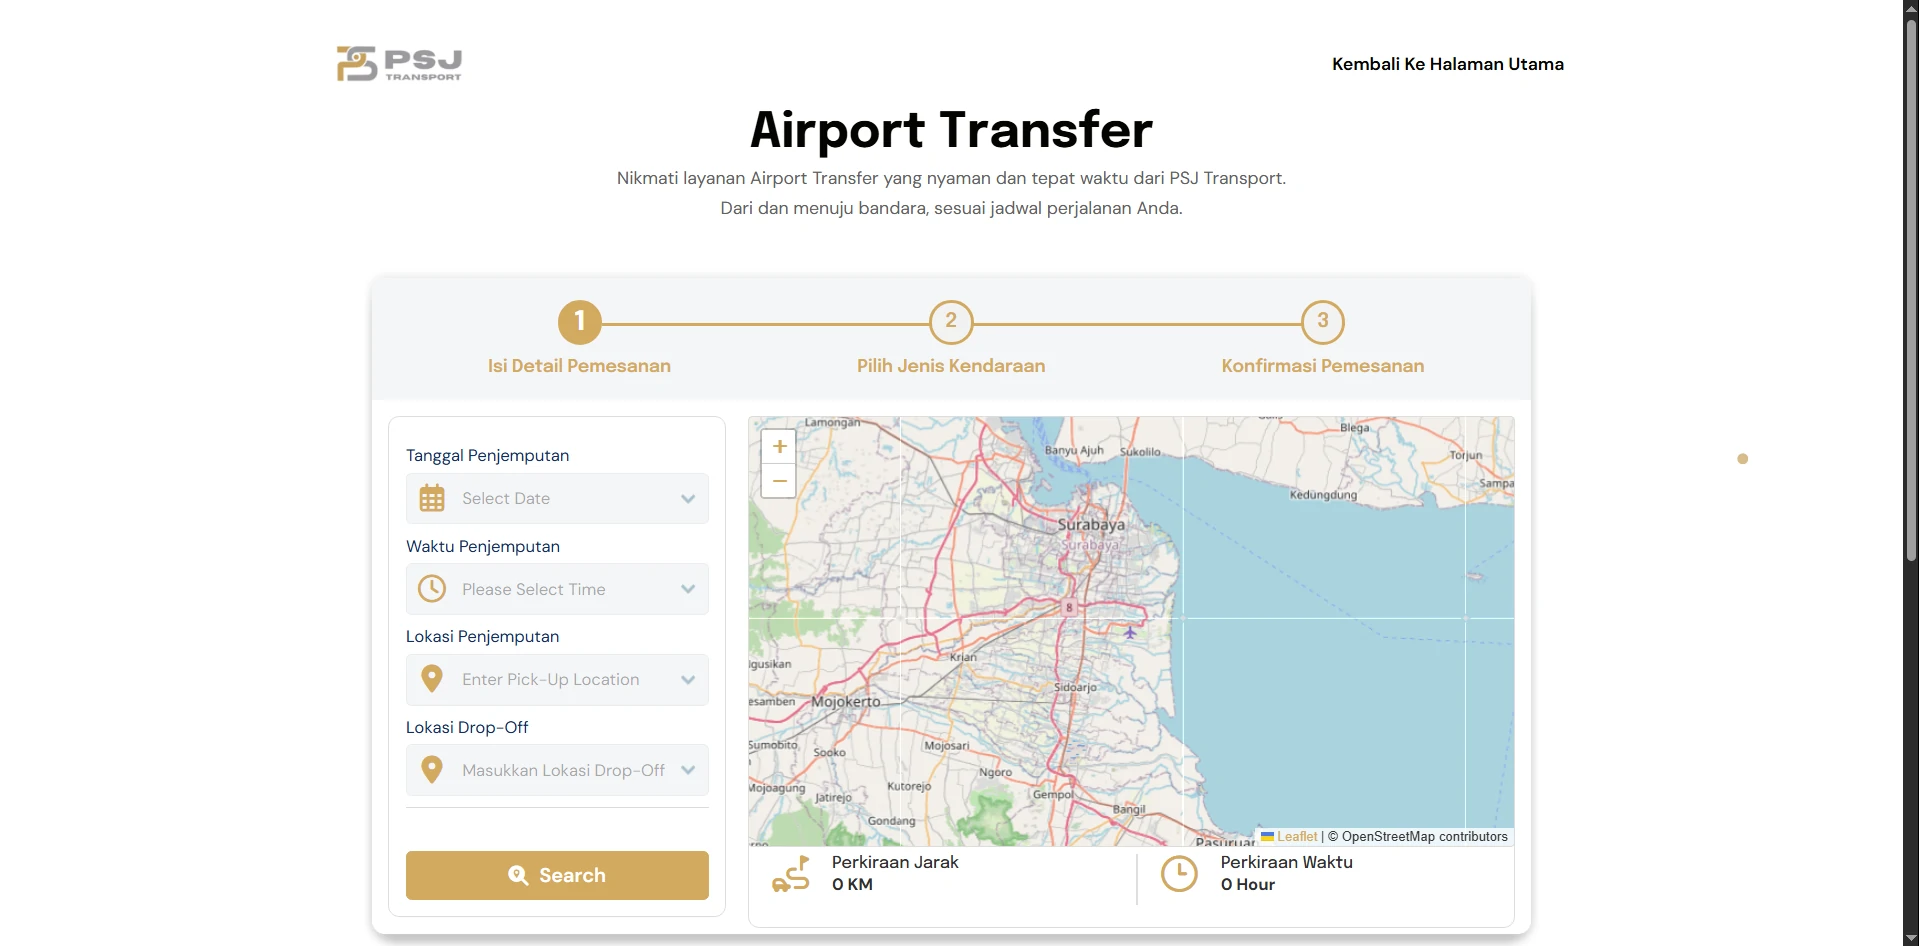 PSJ
TRANSPORT
Kembali Ke Halaman Utama
Airport Transfer
Nikmati layanan Airport Transfer yang nyaman dan tepat waktu dari PSJ Transport.
Dari dan menuju bandara, sesuai jadwal perjalanan Anda.
1
2
3
Isi Detail Pemesanan
Pilih Jenis Kendaraan
Konfirmasi Pemesanan
Tanggal Penjemputan
Select Date
Waktu Penjemputan
Please Select Time
Lokasi Penjemputan
Enter Pick-Up Location
Lokasi Drop-Off
Masukkan Lokasi Drop-Off
Search
+
−
Lamongan
Blega
Banyu Ajuh
Sukolilo
Torjun
Sampa
Kedungdung
Surabaya
Surabaya
8
Krian
Sidoarjo
Mojokerto
Mojosari
Sooko
Ngoro
Kutorejo
Jatirejo
Gempol
Bangil
Gondang
Leaflet | © OpenStreetMap contributors
Perkiraan Jarak
0 KM
Perkiraan Waktu
0 Hour